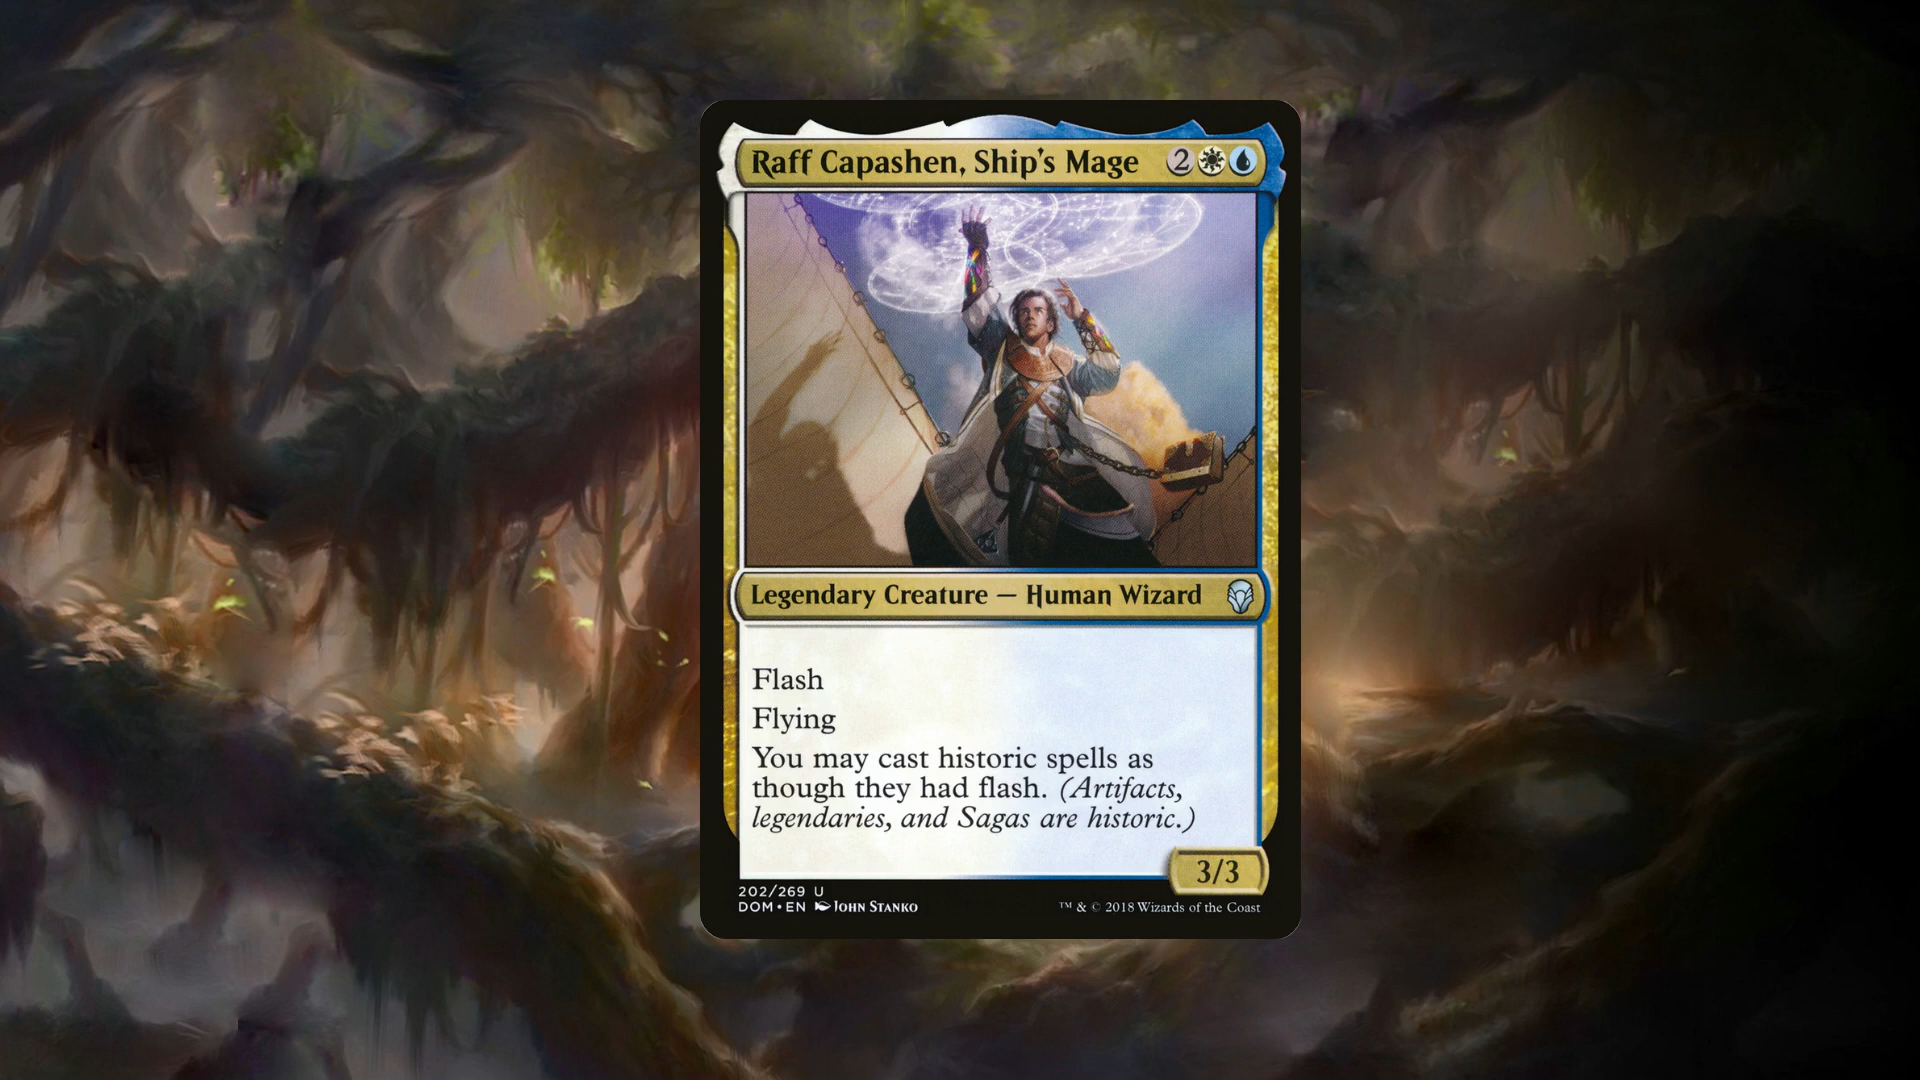 Raff Capashen, Ship's Mage 2
Legendary Creature — Human Wizard
Flash
Flying
You may cast historic spells as
though they had flash. (Artifacts,
legendaries, and Sagas are historic.)
3/3
202/269 U
DOM • EN John Stanko
™ & © 2018 Wizards of the Coast